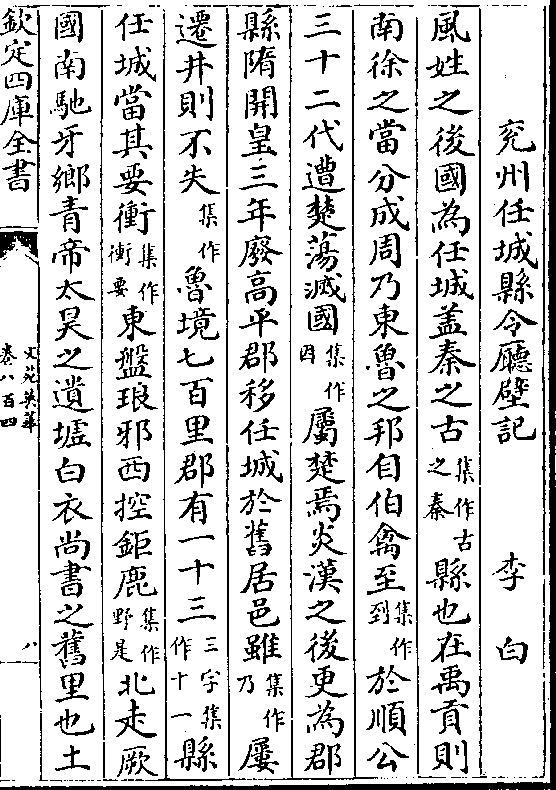 兖州任城縣令廳壁記　李白
風姓之後國為任城盖秦之古集作古之秦縣也在禹貢則
南徐之當分成周乃東魯之邦自伯禽至集作到於順公
三十二代遭楚蕩滅國集作因屬楚焉炎漢之後更為郡
縣隋開皇三年廢高平郡移任城於舊居邑雖集作乃屢
遷井則不失集作魯境七百里郡有一十三三字集作十一縣
任城當其要衝集作衝要東盤琅邪西控鉅鹿集作野是北走厥
國南馳牙鄉青帝太昊之遺墟白衣尚書之舊里也土
欽定四庫全書
文苑英華
卷八百四
八